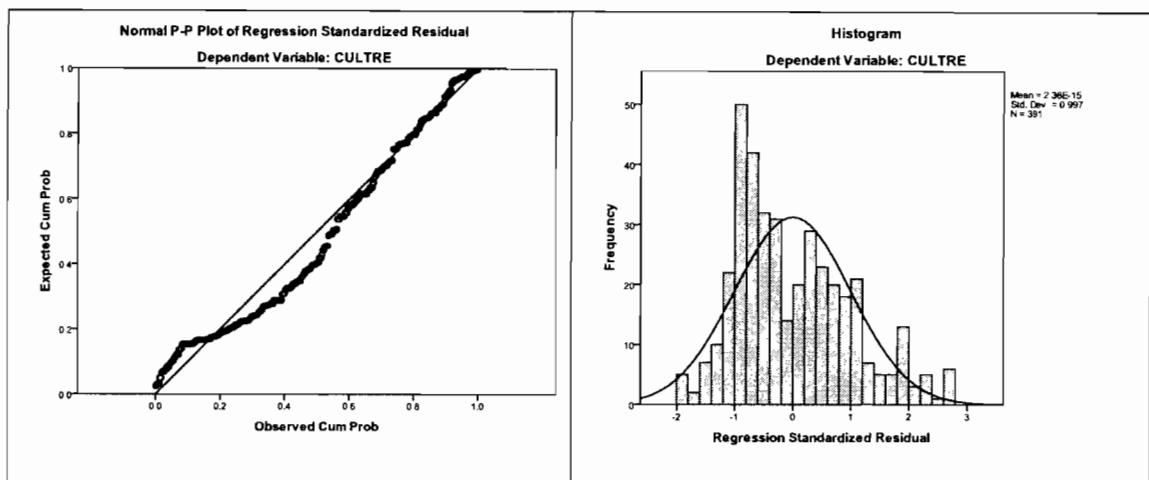 Normal P-P Plot of Regression Standardized Residual
Dependent Variable: CULTRE
Expected Cum Prob
1.0
0.8
0.6
0.4
0.2
0.0
0.0 0.2 0.4 0.6 0.8 1.0
Observed Cum Prob
Histogram
Dependent Variable: CULTRE
Frequency
50
40
30
20
10
0
-2 -1 0 1 2 3
Regression Standardized Residual
Mean = 2.36E-15
Std. Dev. = 0.997
N = 391